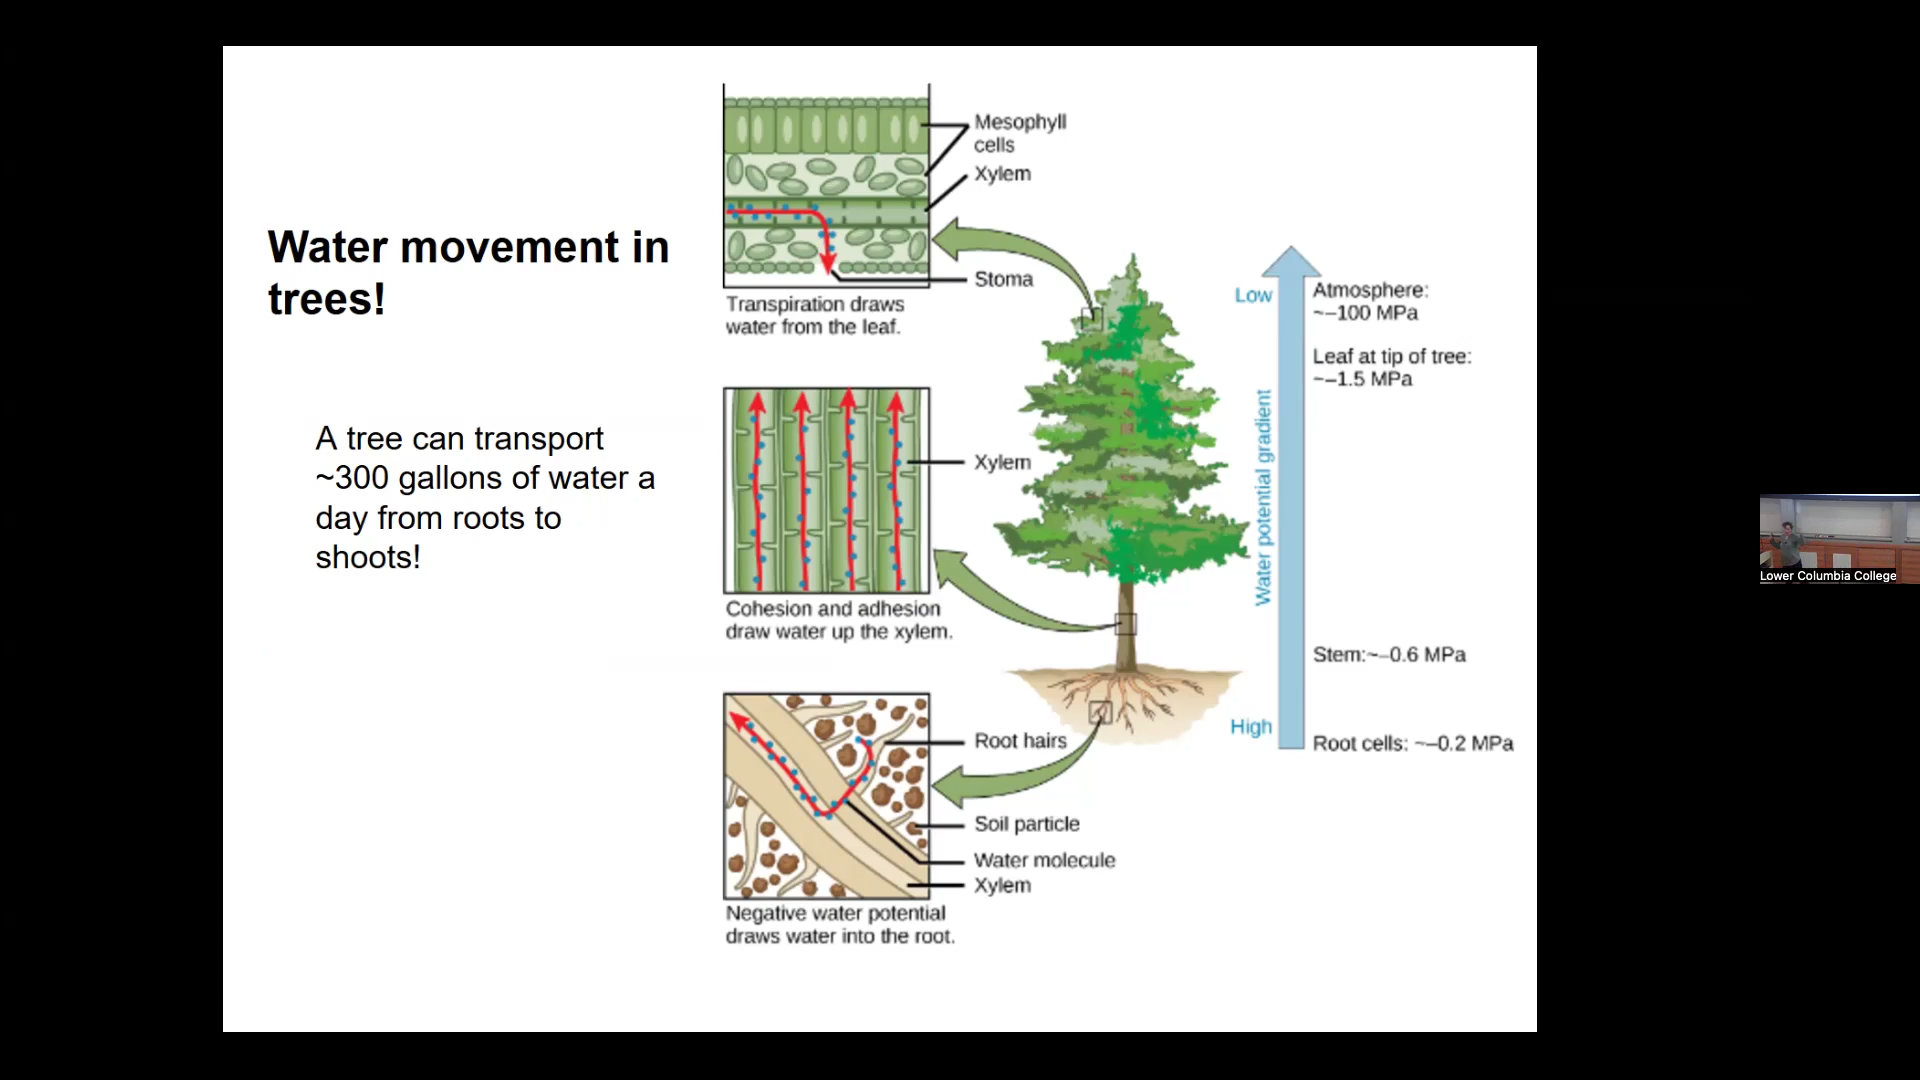 Water movement in
trees!
A tree can transport
~300 gallons of water a
day from roots to
shoots!
Mesophyll
cells
Xylem
Stoma
Transpiration draws
water from the leaf.
Xylem
Cohesion and adhesion
draw water up the xylem.
Root hairs
Soil particle
Water molecule
Xylem
Negative water potential
draws water into the root.
Low
Water potential gradient
High
Atmosphere:
~–100 MPa
Leaf at tip of tree:
~–1.5 MPa
Stem:~–0.6 MPa
Root cells: ~–0.2 MPa
Lower Columbia College